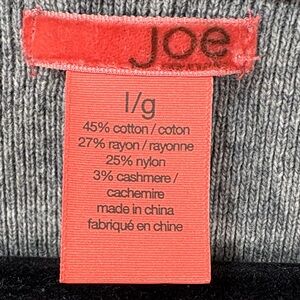 joe
l/g
45% cotton / coton
27% rayon / rayonne
25% nylon
3% cashmere /
cachemire
made in china
fabriqué en chine